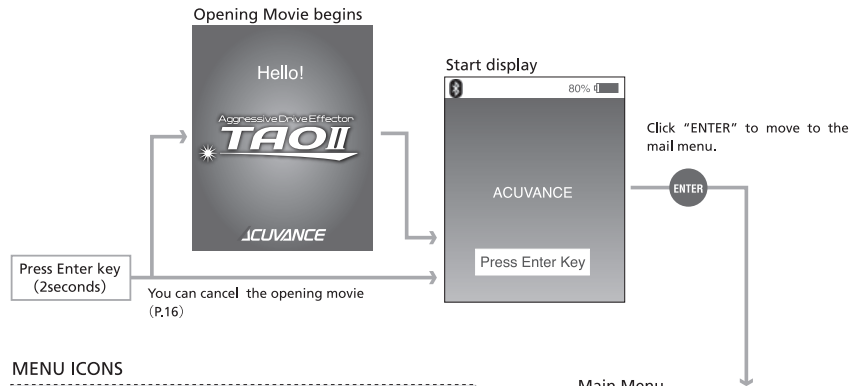 Opening Movie begins
Hello!
Aggressive Drive Effector
TAOII
ACUVANCE
Start display
80%
ACUVANCE
Press Enter Key
Click “ENTER” to move to the
mail menu.
ENTER
Press Enter key
(2seconds)
You can cancel the opening movie
(P.16)
MENU ICONS
Main Menu